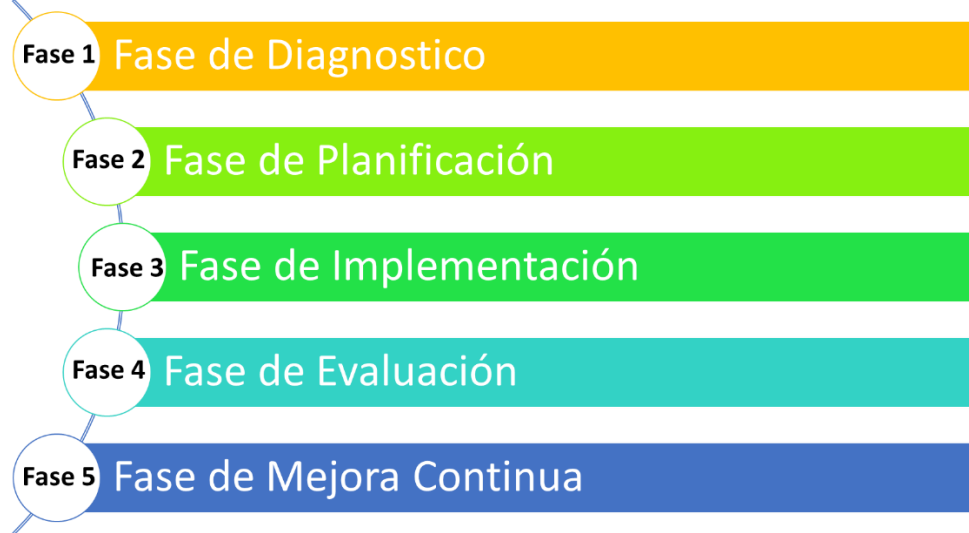 Fase 1 Fase de Diagnostico
Fase 2 Fase de Planificación
Fase 3 Fase de Implementación
Fase 4 Fase de Evaluación
Fase 5 Fase de Mejora Continua